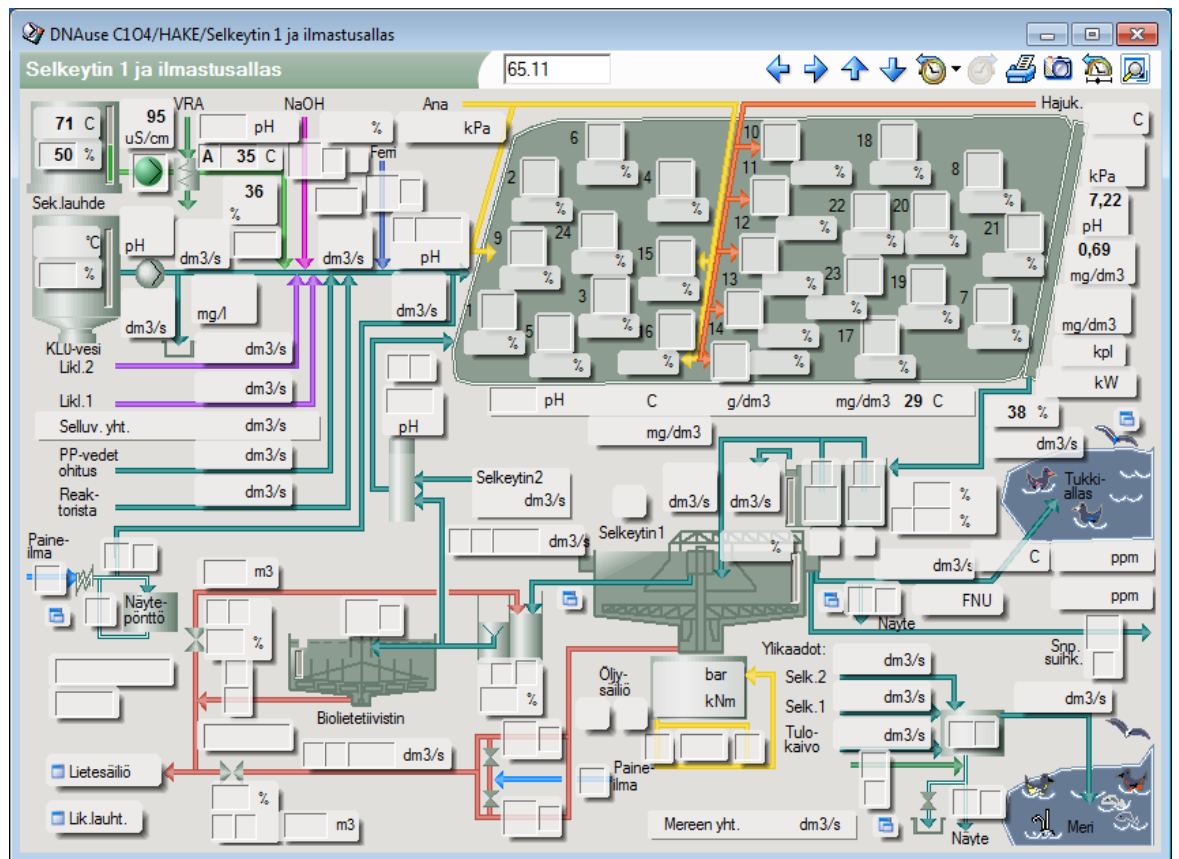 DNAuse C1O4/HAKE/Selkeytin 1 ja ilmastusallas
Selkeytin 1 ja ilmastusallas
65.11
71 C
95
uS/cm
VRA
NaOH
Ana
Hajuk.
pH
%
kPa
C
50 %
A 35 C
Ferri
Sek.lauhde
36
%
kPa
7,22
pH
0,69
mg/dm3
mg/dm3
kpl
kW
°C
%
pH
dm3/s
dm3/s
pH
dm3/s
mg/l
dm3/s
KLU-vesi
Likl.2
dm3/s
Likl.1
dm3/s
Selluv. yht.
dm3/s
PP-vedet
ohitus
dm3/s
Reak-
torista
dm3/s
6
%
10
%
18
%
2
%
4
%
11
%
8
%
24
%
12
%
22
%
20
%
21
%
9
%
15
%
13
%
23
%
19
%
7
%
1
%
3
%
5
%
16
%
14
%
17
%
pH
C
g/dm3
mg/dm3
29 C
mg/dm3
38 %
dm3/s
pH
Selkeytin2
dm3/s
dm3/s
dm3/s
dm3/s
Selkeytin1
%
%
%
Tukki-
allas
dm3/s
C
ppm
FNU
ppm
Näyte
Paine-
ilma
Näyte-
pönttö
m3
%
Biolietetiivistin
%
Öljy-
säiliö
bar
kNm
Ylikaadot:
dm3/s
Selk.2
Selk.1
dm3/s
Tulo-
kaivo
dm3/s
Snp.
suihk.
dm3/s
dm3/s
Lietesäiliö
Paine-
ilma
%
Lik.lauht.
m3
Mereen yht.
dm3/s
Näyte
Meri